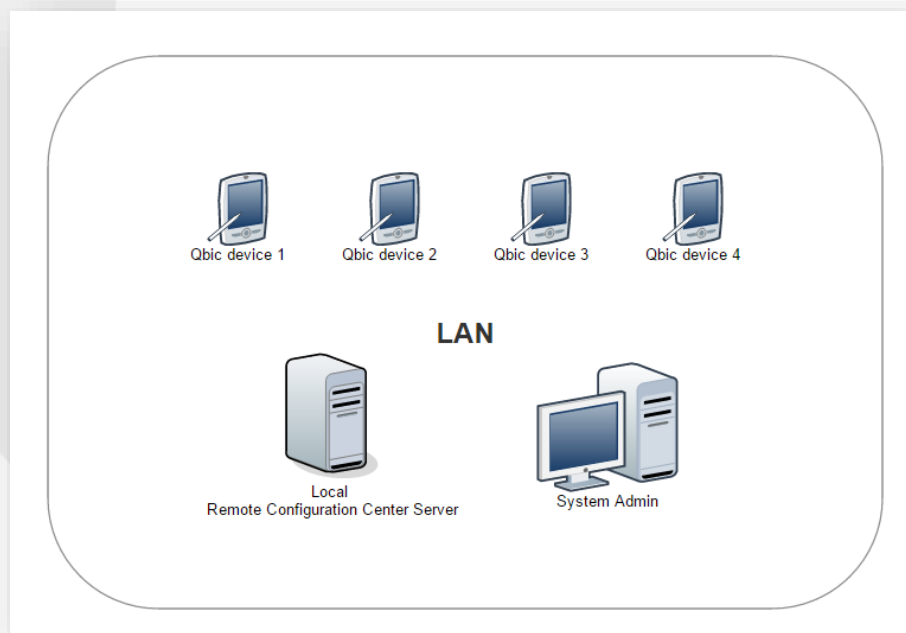 Qbic device 1
Qbic device 2
Qbic device 3
Qbic device 4
LAN
Local
Remote Configuration Center Server
System Admin